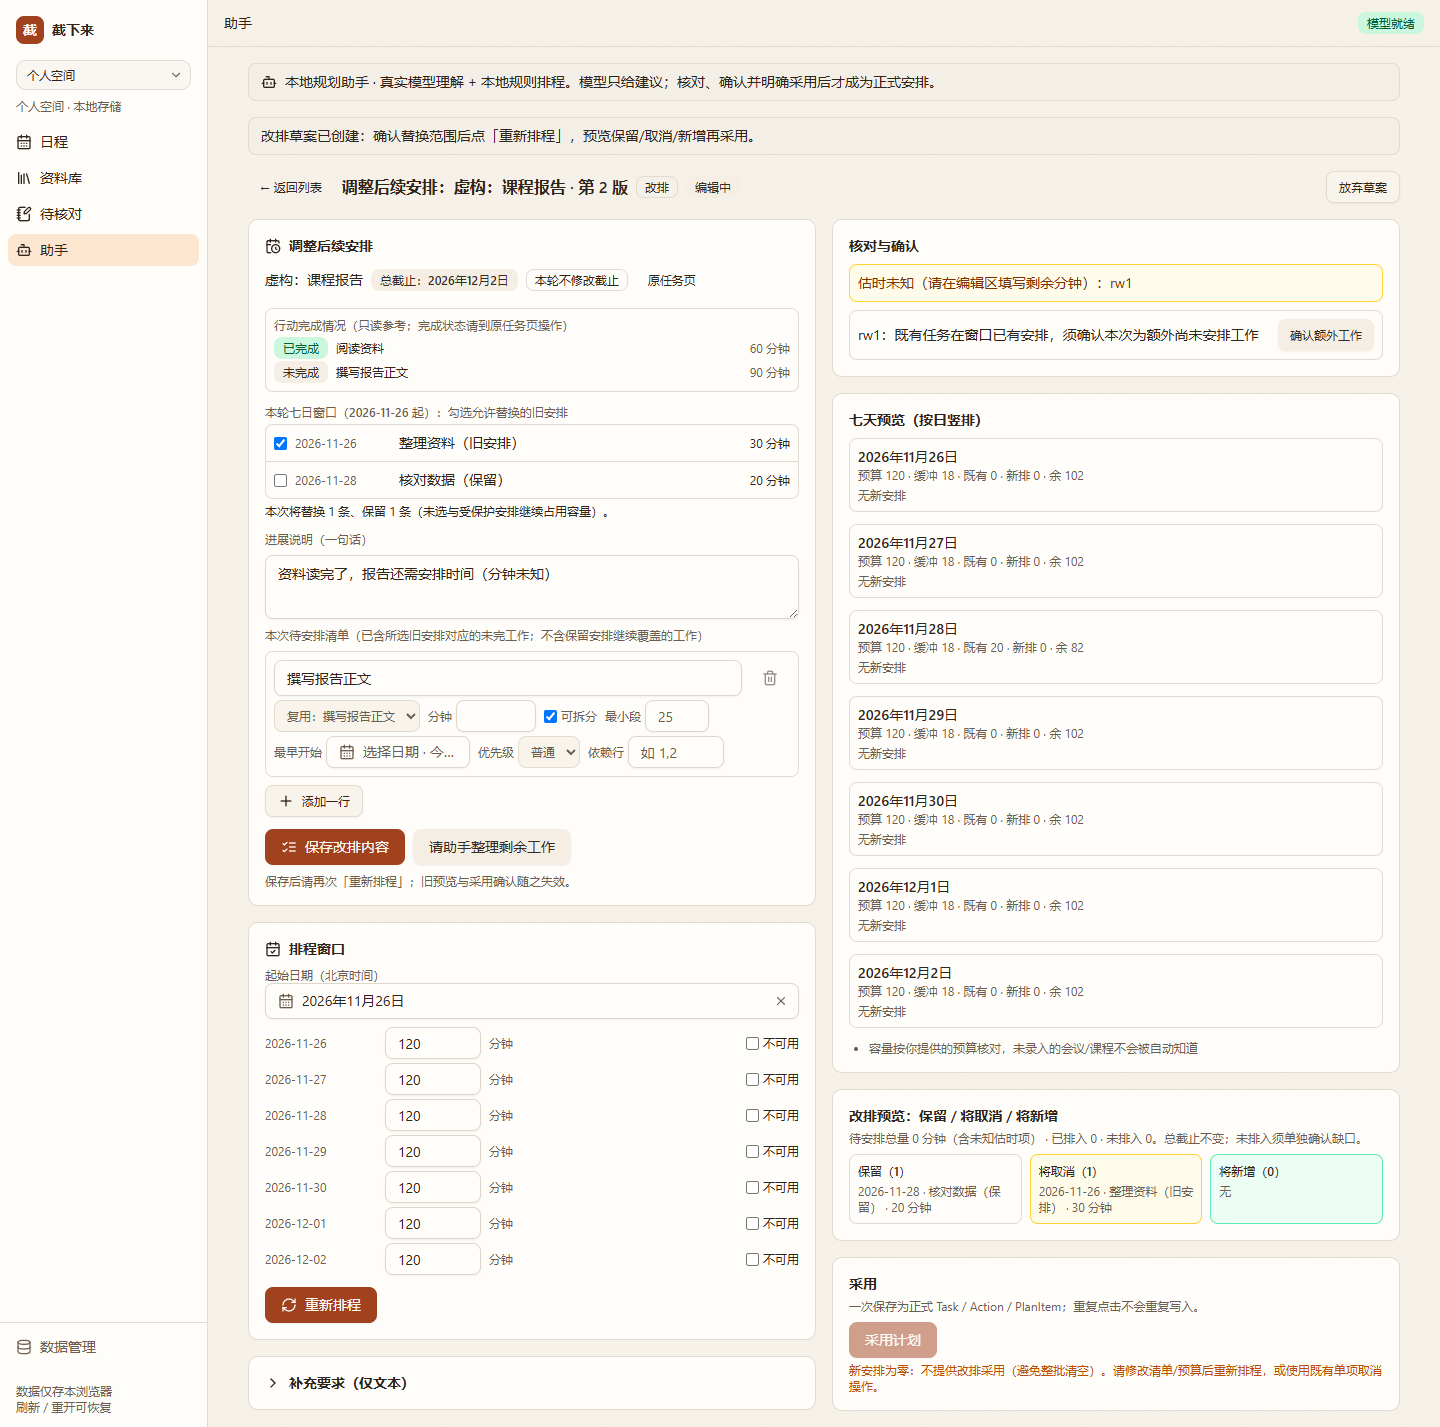 截 截下来
个人空间
个人空间 · 本地存储
日程
资料库
待核对
助手
数据管理
数据仅存本浏览器
刷新 / 重开可恢复
助手
模型就绪
本地规划助手 · 真实模型理解 + 本地规则排程。模型只给建议；核对、确认并明确采用后才成为正式安排。
改排草案已创建：确认替换范围后点「重新排程」，预览保留/取消/新增再采用。
← 返回列表 调整后续安排：虚构：课程报告 · 第 2 版 改排 编辑中 放弃草案
调整后续安排
虚构：课程报告 总截止：2026年12月2日 本轮不修改截止 原任务页
行动完成情况（只读参考；完成状态请到原任务页操作）
已完成 阅读资料 60 分钟
未完成 撰写报告正文 90 分钟
本轮七日窗口（2026-11-26 起）：勾选允许替换的旧安排
2026-11-26 整理资料（旧安排） 30 分钟
2026-11-28 核对数据（保留） 20 分钟
本次将替换 1 条、保留 1 条（未选与受保护安排继续占用容量）。
进展说明（一句话）
资料读完了，报告还需安排时间（分钟未知）
本次待安排清单（已含所选旧安排对应的未完工作；不含保留安排继续覆盖的工作）
撰写报告正文
复用：撰写报告正文 分钟 可拆分 最小段 25
最早开始 选择日期 · 今... 优先级 普通 依赖行 如 1,2
添加一行
保存改排内容 请助手整理剩余工作
保存后请再次「重新排程」；旧预览与采用确认随之失效。
排程窗口
起始日期（北京时间）
2026年11月26日
2026-11-26 120 分钟 不可用
2026-11-27 120 分钟 不可用
2026-11-28 120 分钟 不可用
2026-11-29 120 分钟 不可用
2026-11-30 120 分钟 不可用
2026-12-01 120 分钟 不可用
2026-12-02 120 分钟 不可用
重新排程
补充要求（仅文本）
核对与确认
估时未知（请在编辑区填写剩余分钟）：rw1
rw1：既有任务在窗口已有安排，须确认本次为额外尚未安排工作 确认额外工作
七天预览（按日竖排）
2026年11月26日
预算 120 · 缓冲 18 · 既有 0 · 新排 0 · 余 102
无新安排
2026年11月27日
预算 120 · 缓冲 18 · 既有 0 · 新排 0 · 余 102
无新安排
2026年11月28日
预算 120 · 缓冲 18 · 既有 20 · 新排 0 · 余 82
无新安排
2026年11月29日
预算 120 · 缓冲 18 · 既有 0 · 新排 0 · 余 102
无新安排
2026年11月30日
预算 120 · 缓冲 18 · 既有 0 · 新排 0 · 余 102
无新安排
2026年12月1日
预算 120 · 缓冲 18 · 既有 0 · 新排 0 · 余 102
无新安排
2026年12月2日
预算 120 · 缓冲 18 · 既有 0 · 新排 0 · 余 102
无新安排
• 容量按你提供的预算核对，未录入的会议/课程不会被自动知道
改排预览：保留 / 将取消 / 将新增
待安排总量 0 分钟（含未知估时项） · 已排入 0 · 未排入 0。总截止不变；未排入须单独确认缺口。
保留（1）
2026-11-28 · 核对数据（保
留） · 20 分钟
将取消（1）
2026-11-26 · 整理资料（旧安
排） · 30 分钟
将新增（0）
无
采用
一次保存为正式 Task / Action / PlanItem；重复点击不会重复写入。
采用计划
新安排为零：不提供改排采用（避免整批清空）。请修改清单/预算后重新排程，或使用既有单项取消
操作。